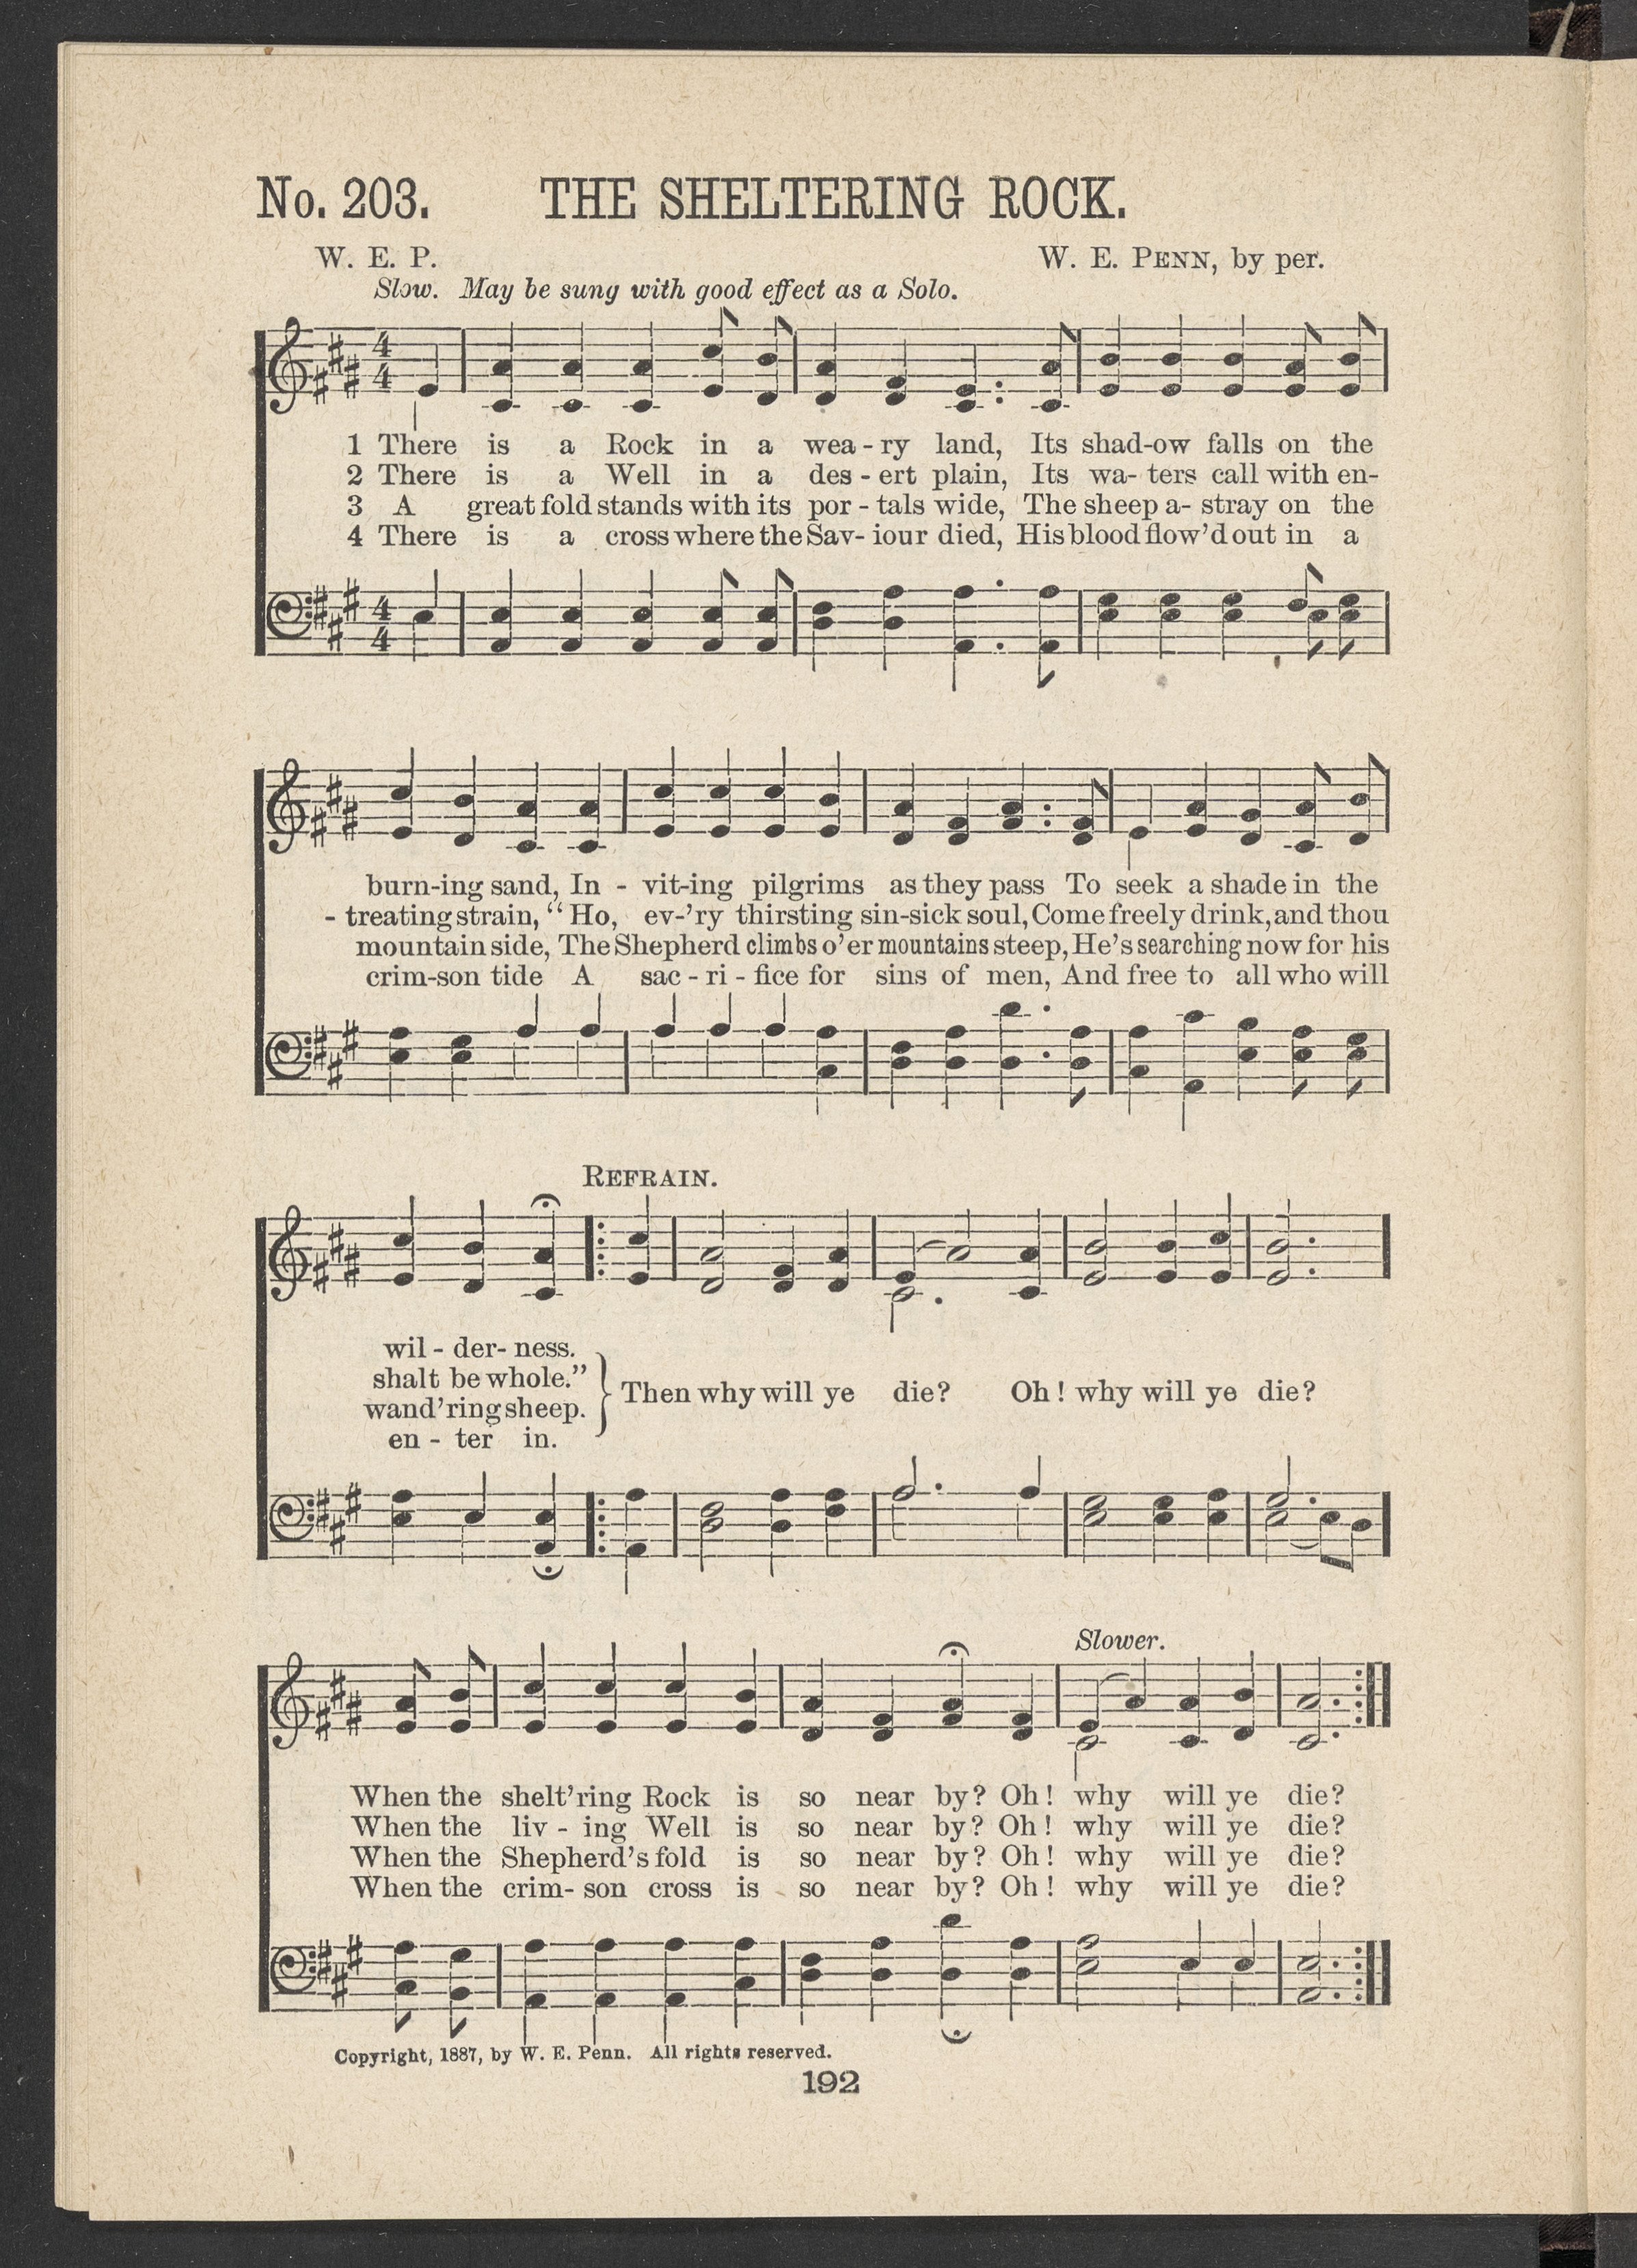 No. 203. THE SHELTERING ROCK.
W. E. P. W. E. PENN, by per.
Slow. May be sung with good effect as a Solo.
4 4
1 There is a Rock in a wea - ry land, Its shad-ow falls on the
2 There is a Well in a des - ert plain, Its wa- ters call with en-
3 A great fold stands with its por - tals wide, The sheep a- stray on the
4 There is a cross where the Sav- iour died, His blood flow'd out in a
4 4
burn-ing sand, In - vit-ing pilgrims as they pass To seek a shade in the
- treating strain, “ Ho, ev-'ry thirsting sin-sick soul, Come freely drink, and thou
mountain side, The Shepherd climbs o'er mountains steep, He's searching now for his
crim-son tide A sac - ri - fice for sins of men, And free to all who will
REFRAIN.
wil - der- ness.
shalt be whole.”
wand'ring sheep.
en - ter in.
Then why will ye die? Oh! why will ye die?
Slower.
When the shelt'ring Rock is so near by? Oh! why will ye die?
When the liv - ing Well is so near by? Oh! why will ye die?
When the Shepherd's fold is so near by? Oh! why will ye die?
When the crim- son cross is so near by? Oh! why will ye die?
Copyright, 1887, by W. E. Penn. All rights reserved.
192